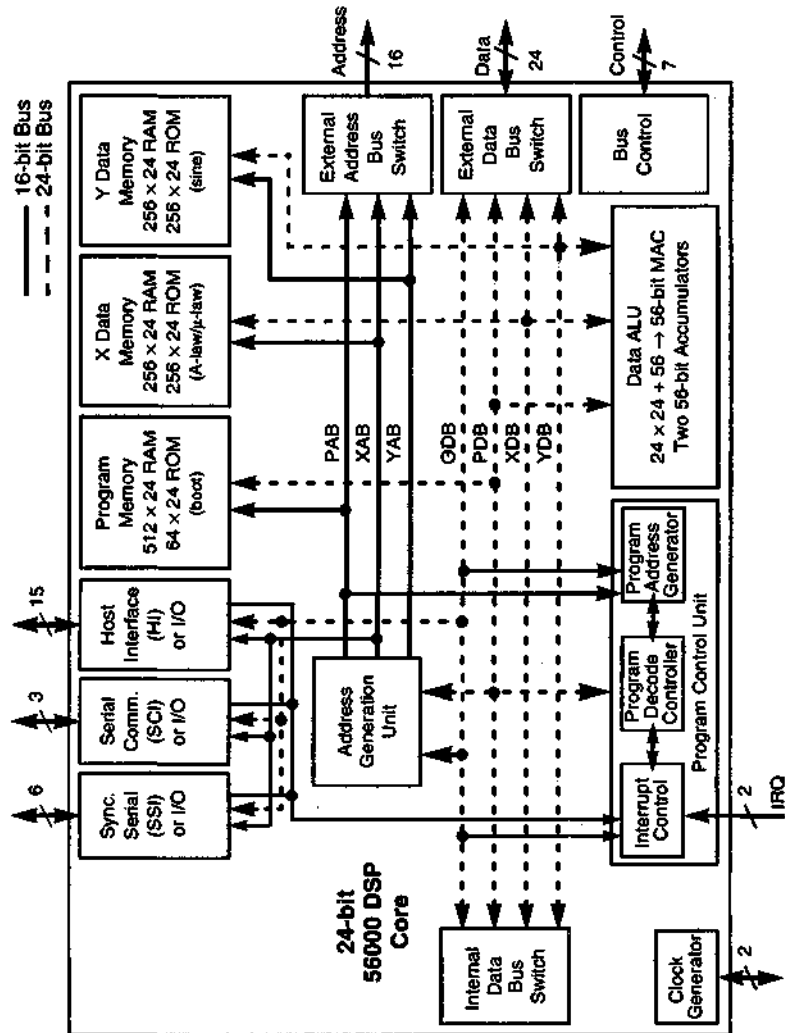 16-bit Bus
24-bit Bus
6
3
15
Sync.
Serial
(SSI)
or I/O
Serial
Comm.
(SCI)
or I/O
Host
Interface
(HI)
or I/O
Program
Memory
512 × 24 RAM
64 × 24 ROM
(boot)
X Data
Memory
256 × 24 RAM
256 × 24 ROM
(A-law/μ-law)
Y Data
Memory
256 × 24 RAM
256 × 24 ROM
(sine)
24-bit
56000 DSP
Core
Address
Generation
Unit
PAB
XAB
YAB
External
Address
Bus
Switch
Address
16
Internal
Data
Bus
Switch
GDB
PDB
XDB
YDB
External
Data
Bus
Switch
Data
24
Clock
Generator
2
Interrupt
Control
Program
Decode
Controller
Program
Address
Generator
Program Control Unit
2
IRQ
Data ALU
24 × 24 + 56 → 56-bit MAC
Two 56-bit Accumulators
Bus
Control
Control
7